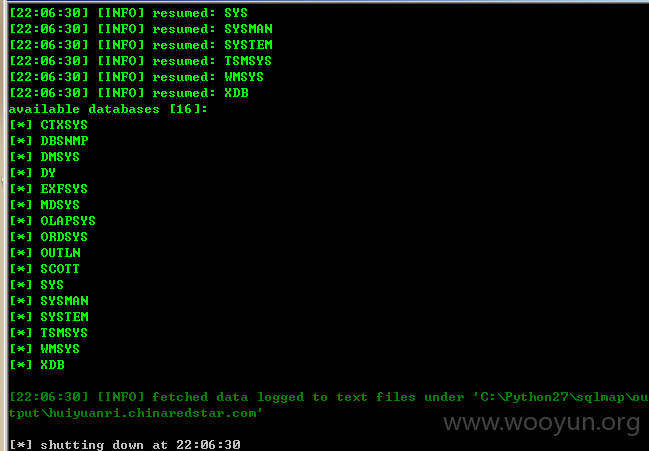 [22:06:30] [INFO] resumed: SYS
[22:06:30] [INFO] resumed: SYSMAN
[22:06:30] [INFO] resumed: SYSTEM
[22:06:30] [INFO] resumed: TSMSYS
[22:06:30] [INFO] resumed: WMSYS
[22:06:30] [INFO] resumed: XDB
available databases [16]:
[*] CTXSYS
[*] DBSNMP
[*] DMSYS
[*] DY
[*] EXFSYS
[*] MDSYS
[*] OLAPSYS
[*] ORDSYS
[*] OUTLN
[*] SCOTT
[*] SYS
[*] SYSMAN
[*] SYSTEM
[*] TSMSYS
[*] WMSYS
[*] XDB
[22:06:30] [INFO] fetched data logged to text files under 'C:\Python27\sqlmap\ou
tput\huiyuanri.chinaredstar.com'
www.wooyun.org
[*] shutting down at 22:06:30